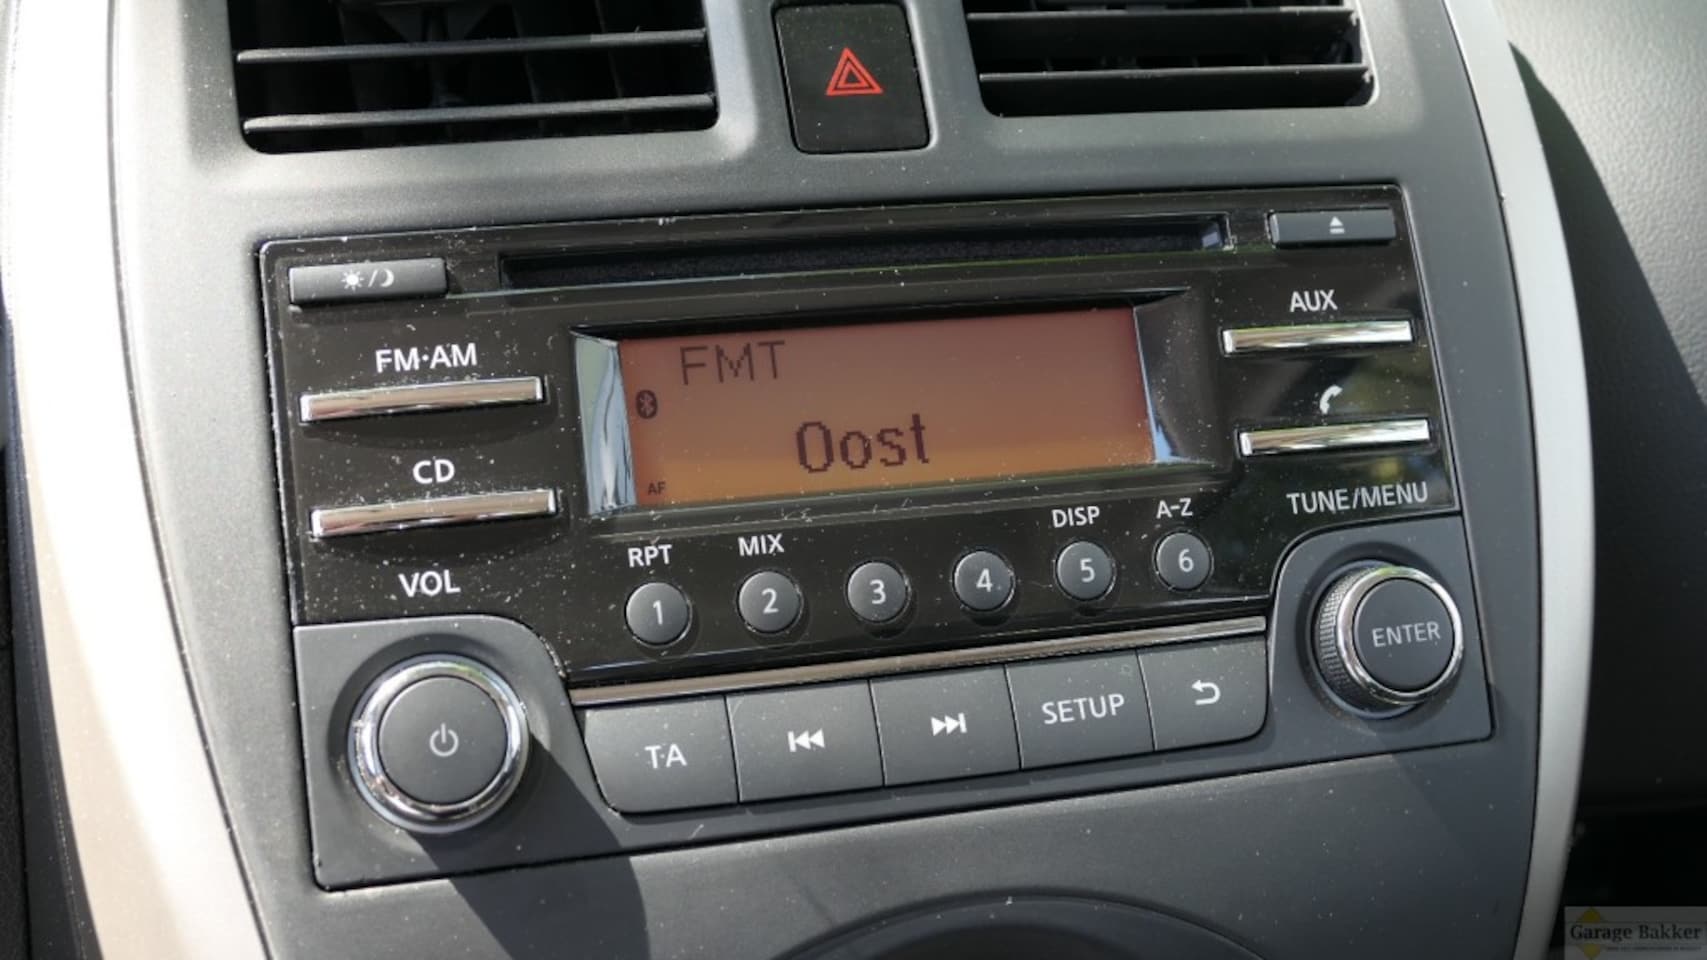 AUX
FM·AM
FMT
Oost
AF
CD
TUNE/MENU
VOL
RPT
MIX
DISP
A-Z
1
2
3
4
5
6
ENTER
TA
SETUP
Garage Bakker